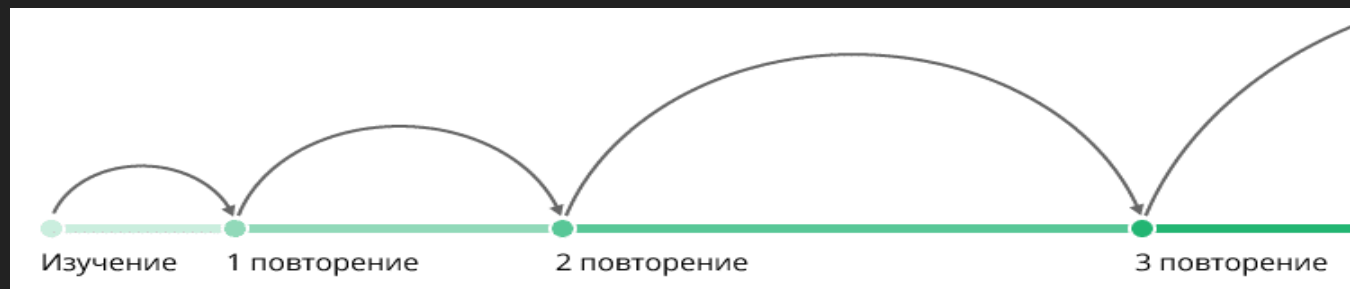 Изучение
1 повторение
2 повторение
3 повторение